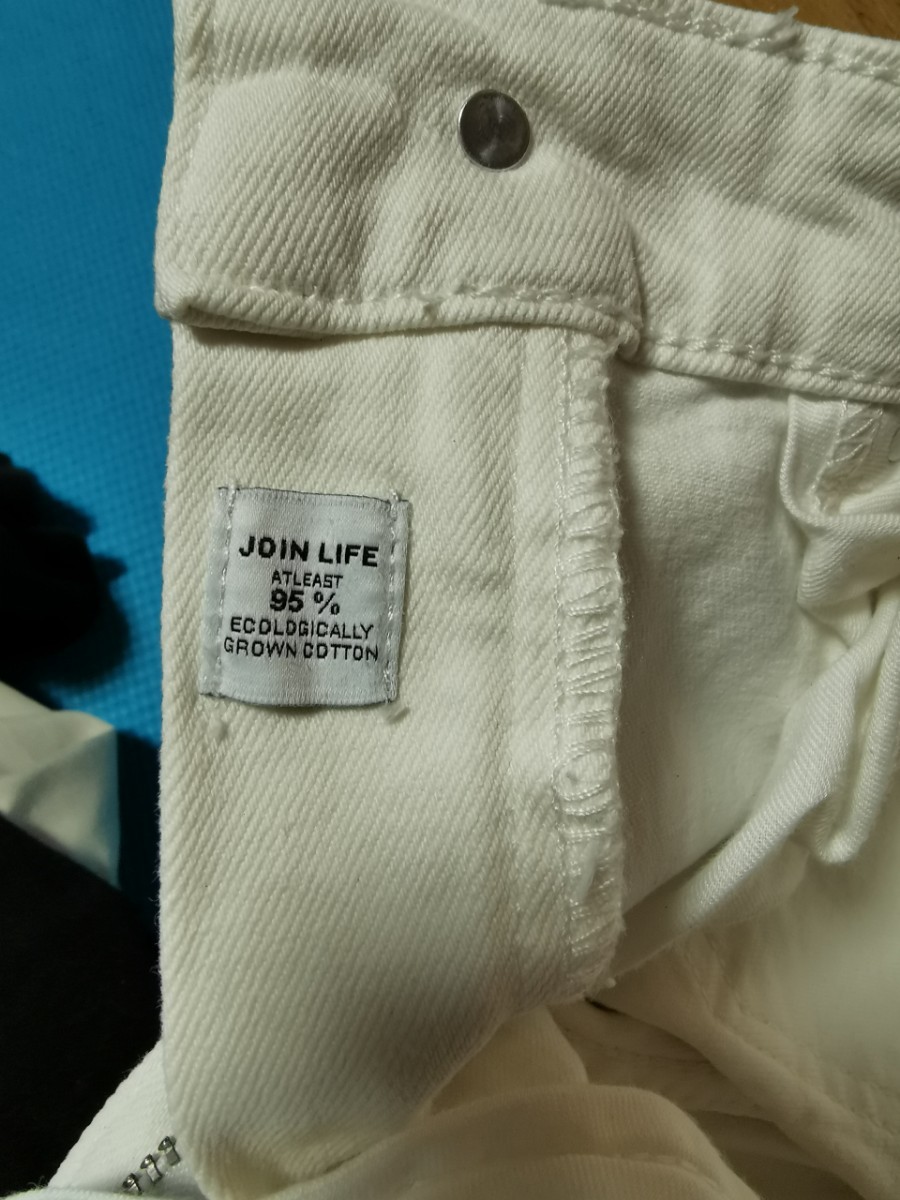 JOIN LIFE
ATLEAST
95 %
ECOLOGICALLY
GROWN COTTON